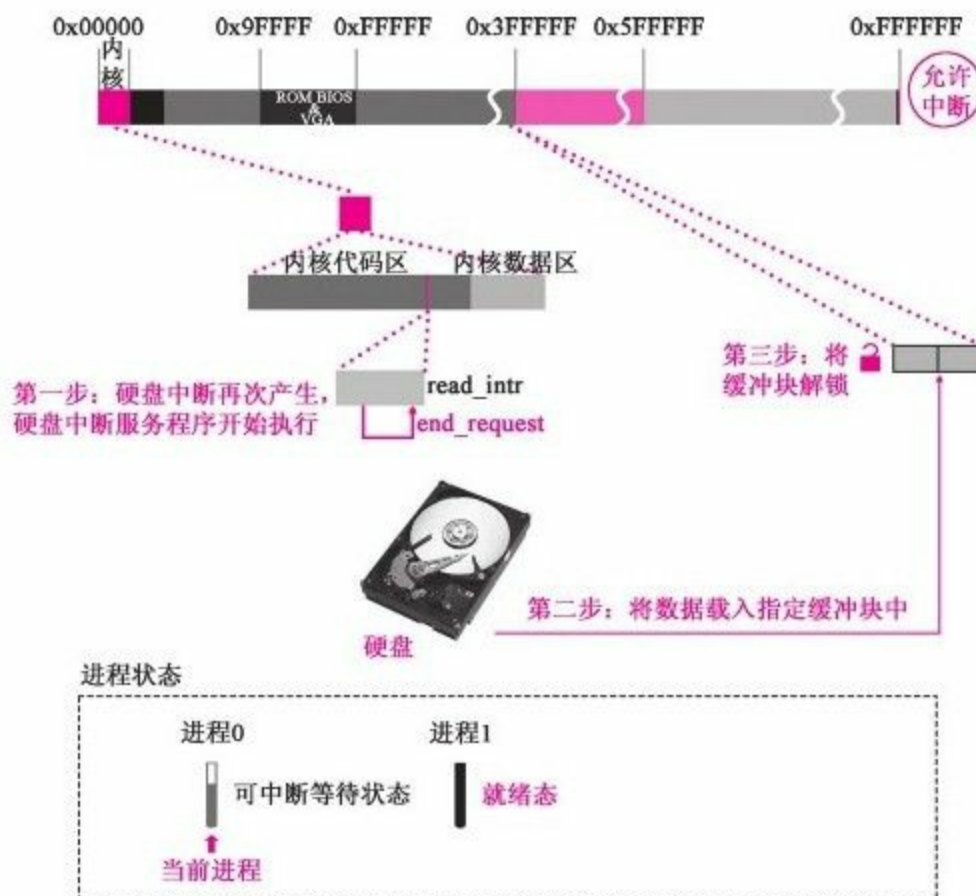 0x00000 0x9FFFF 0xFFFFF 0x3FFFFF 0x5FFFFF 0xFFFFFF
内核
允许
中断
ROM BIOS
&
VGA
内核代码区 内核数据区
第一步：硬盘中断再次产生，
硬盘中断服务程序开始执行
read_intr
end_request
第三步：将
缓冲块解锁
第二步：将数据载入指定缓冲块中
硬盘
进程状态
进程0 进程1
可中断等待状态 就绪态
当前进程